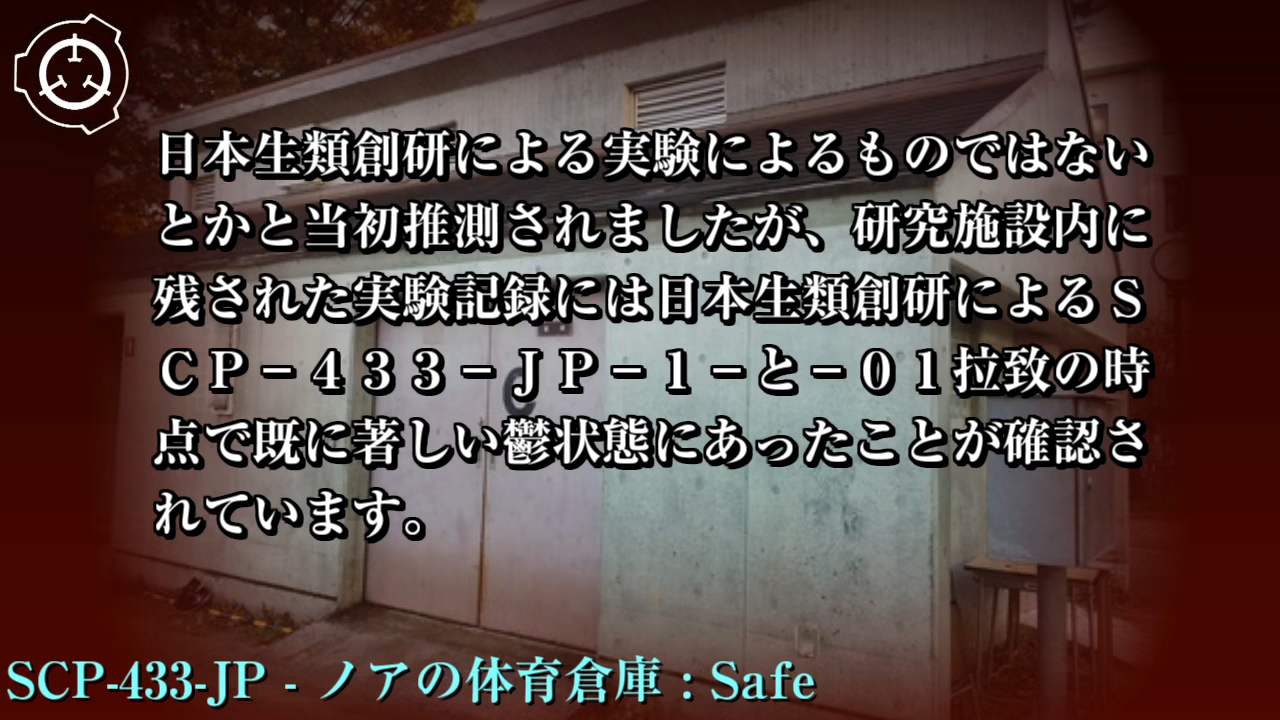 日本生類創研による実験によるものではない
とかと当初推測されましたが、研究施設内に
残された実験記録には日本生類創研によるＳ
ＣＰ－４３３－ＪＰ－１－と－０１拉致の時
点で既に著しい鬱状態にあったことが確認さ
れています。
SCP-433-JP - ノアの体育倉庫 : Safe